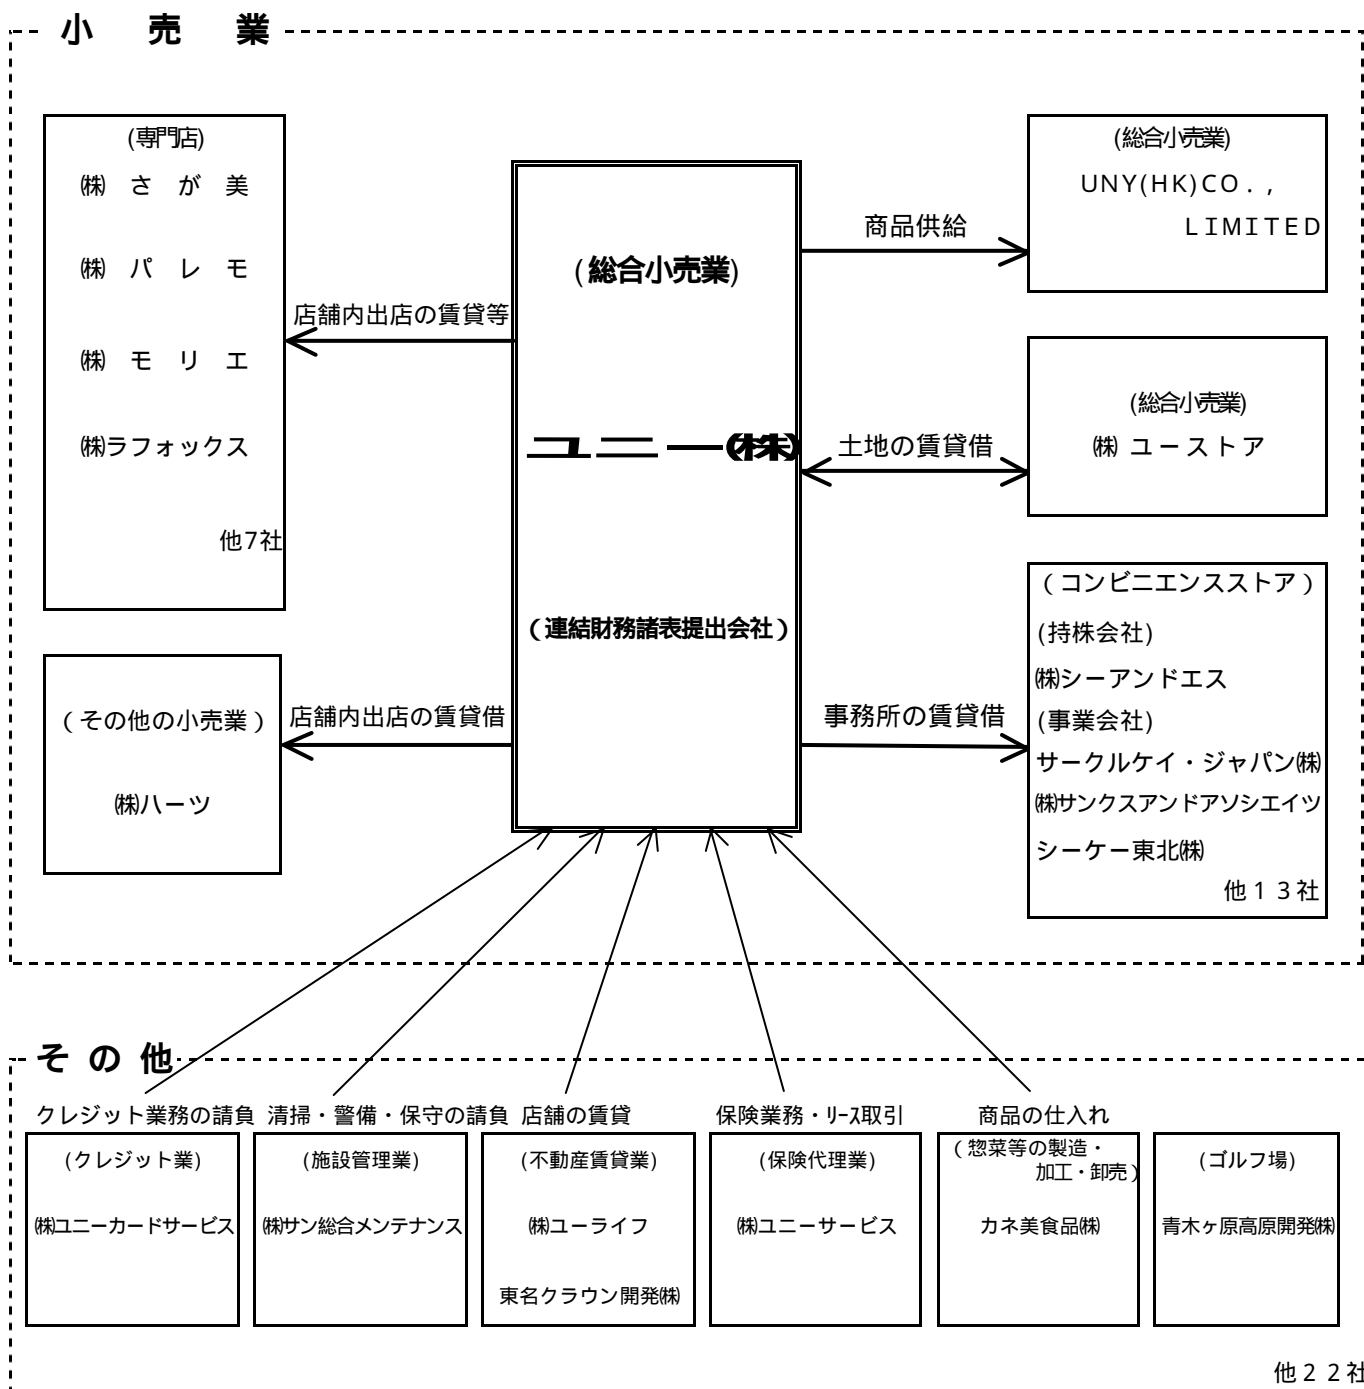 小売業
(専門店)
㈱さが美
㈱パレモ
㈱モリエ
㈱ラフォックス
他7社
店舗内出店の賃貸等
(その他の小売業)
㈱ハーツ
店舗内出店の賃貸借
(総合小売業)
ユニー㈱
(連結財務諸表提出会社)
商品供給
(総合小売業)
UNY(HK)CO.,
LIMITED
土地の賃貸借
(総合小売業)
㈱ユーストア
事務所の賃貸借
(コンビニエンスストア)
(持株会社)
㈱シーアンドエス
(事業会社)
サークルケイ・ジャパン㈱
㈱サンクスアンドアソシエイツ
シーケー東北㈱
他13社
その他
クレジット業務の請負
(クレジット業)
㈱ユニーカードサービス
清掃・警備・保守の請負
(施設管理業)
㈱サン総合メンテナンス
店舗の賃貸
(不動産賃貸業)
㈱ユーライフ
東名クラウン開発㈱
保険業務・ﾘｰｽ取引
(保険代理業)
㈱ユニーサービス
商品の仕入れ
(惣菜等の製造・
加工・卸売)
カネ美食品㈱
(ゴルフ場)
青木ヶ原高原開発㈱
他22社